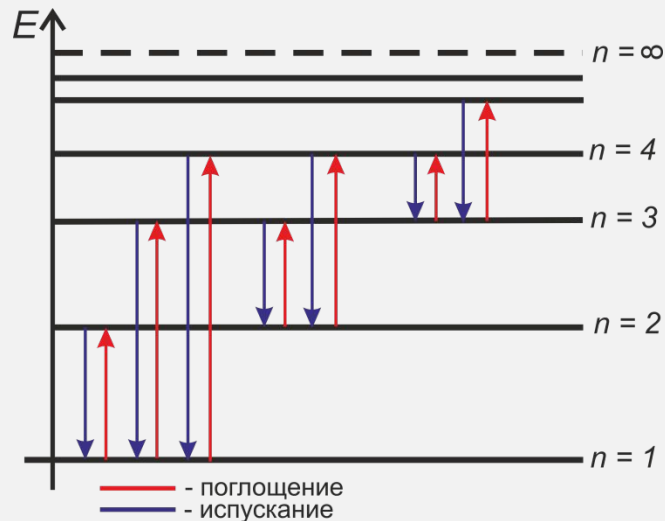 E
n = ∞
n = 4
n = 3
n = 2
n = 1
- поглощение
- испускание